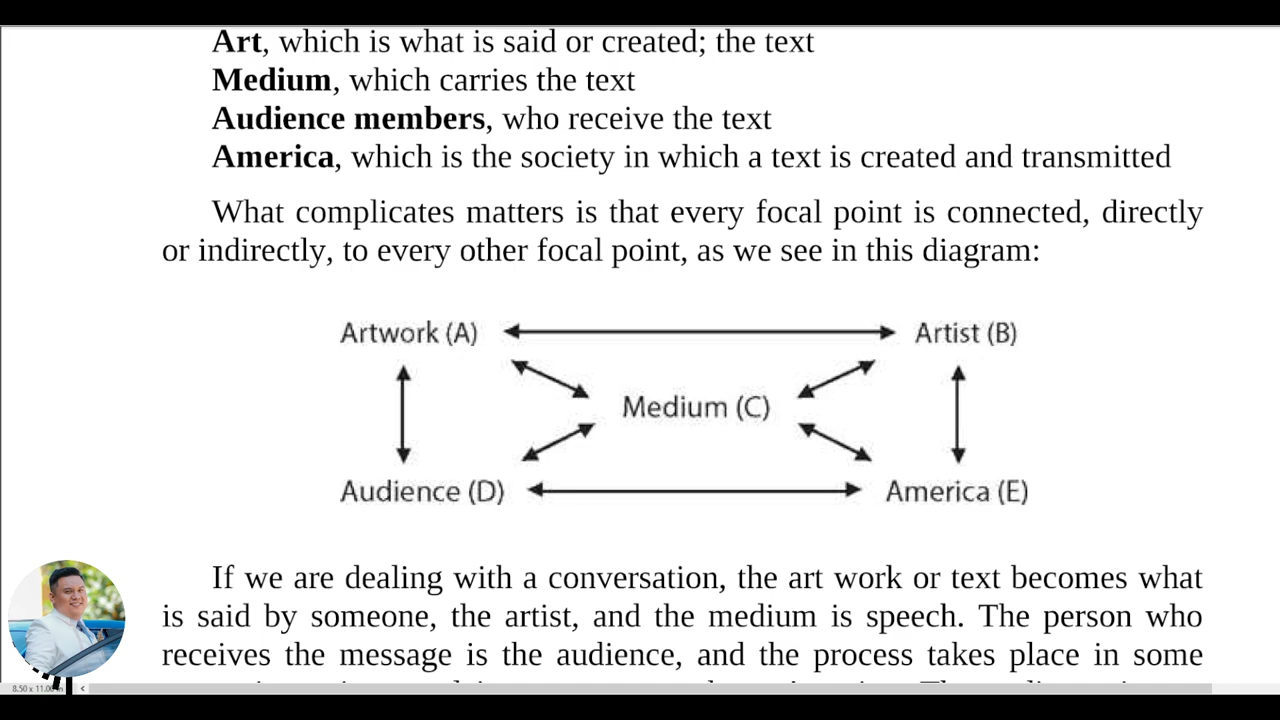 Art, which is what is said or created; the text
Medium, which carries the text
Audience members, who receive the text
America, which is the society in which a text is created and transmitted
What complicates matters is that every focal point is connected, directly
or indirectly, to every other focal point, as we see in this diagram:
Artwork (A) Artist (B)
Medium (C)
Audience (D) America (E)
If we are dealing with a conversation, the art work or text becomes what
is said by someone, the artist, and the medium is speech. The person who
receives the message is the audience, and the process takes place in some
8.50 x 11.00 in